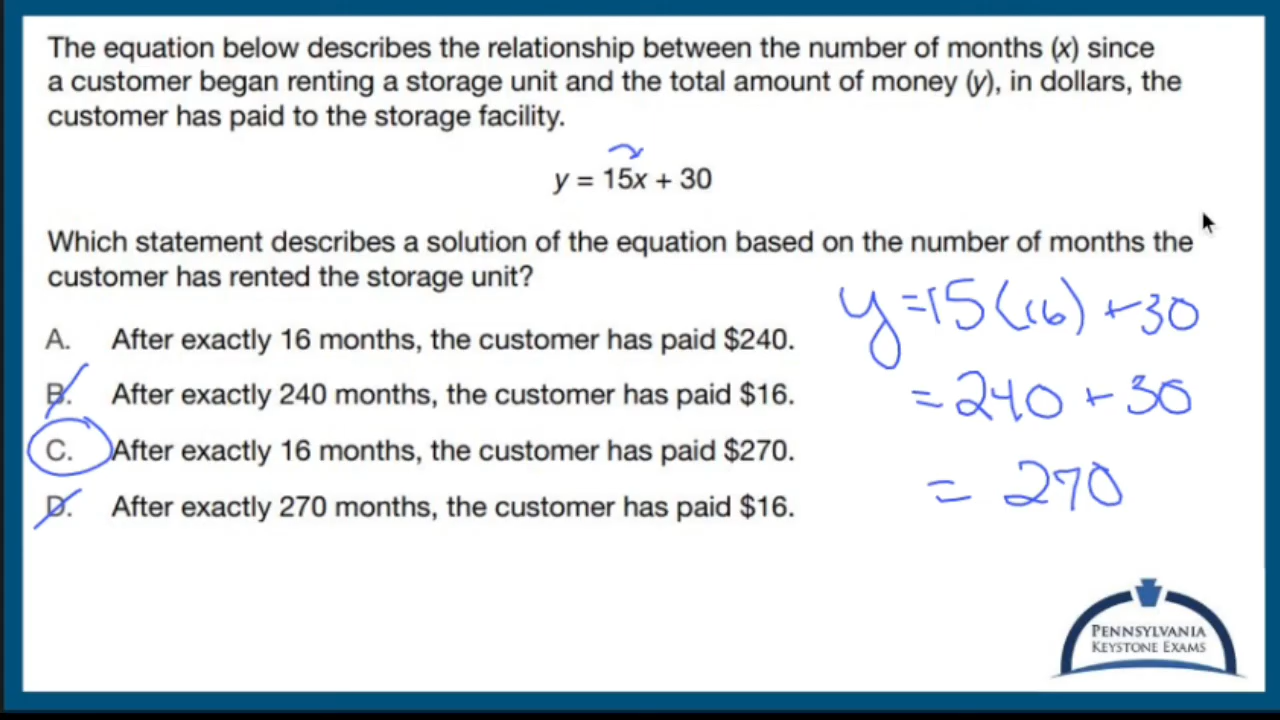 The equation below describes the relationship between the number of months (x) since
a customer began renting a storage unit and the total amount of money (y), in dollars, the
customer has paid to the storage facility.
y = 15x + 30
Which statement describes a solution of the equation based on the number of months the
customer has rented the storage unit?
A. After exactly 16 months, the customer has paid $240.
B. After exactly 240 months, the customer has paid $16.
C. After exactly 16 months, the customer has paid $270.
D. After exactly 270 months, the customer has paid $16.
y = 15(16) + 30
= 240 + 30
= 270
PENNSYLVANIA
KEYSTONE EXAMS